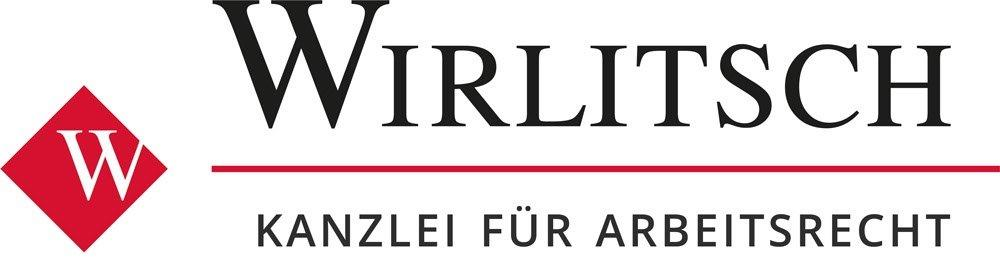 W
WIRLITSCH
KANZLEI FÜR ARBEITSRECHT